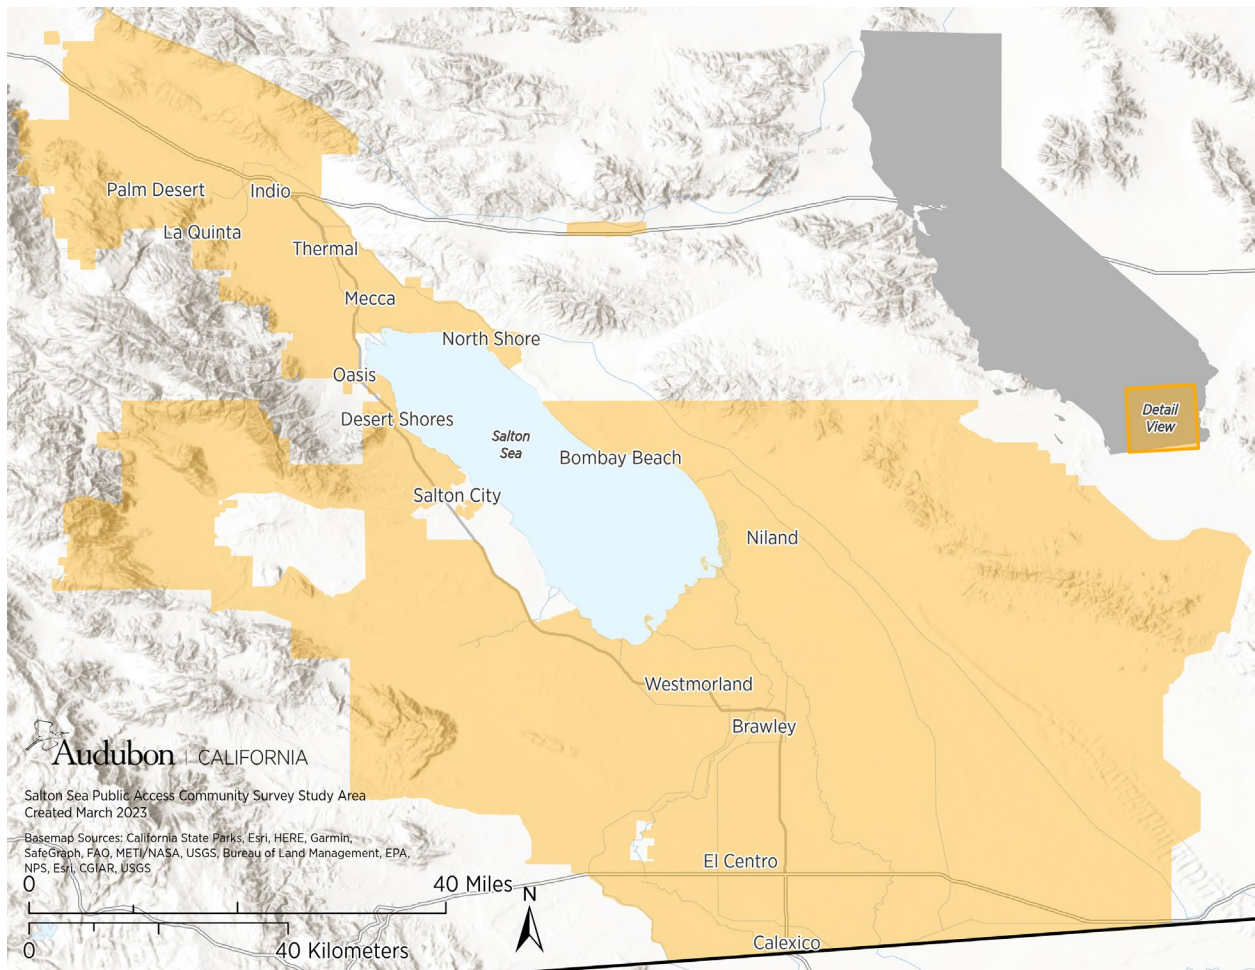 Palm Desert
Indio
La Quinta
Thermal
Mecca
North Shore
Oasis
Desert Shores
Salton
Sea
Bombay Beach
Salton City
Niland
Westmorland
Brawley
El Centro
Calexico
Detail
View
Audubon | CALIFORNIA
Salton Sea Public Access Community Survey Study Area
Created March 2023
Basemap Sources: California State Parks, Esri, HERE, Garmin,
SafeGraph, FAO, METI/NASA, USGS, Bureau of Land Management, EPA,
NPS, Esri, CGIAR, USGS
0 40 Miles
0 40 Kilometers
N